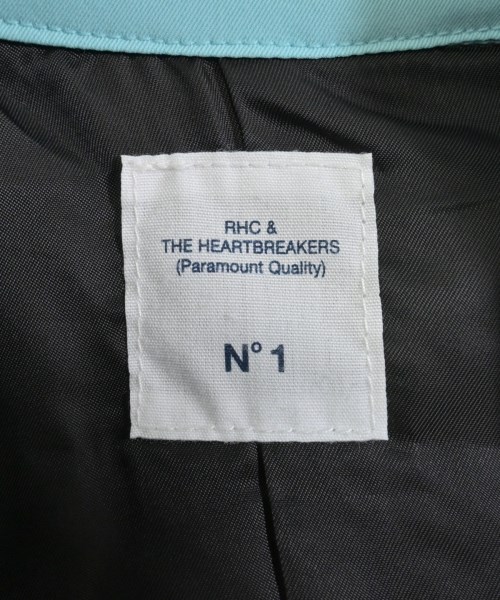 RHC &
THE HEARTBREAKERS
(Paramount Quality)
N° 1